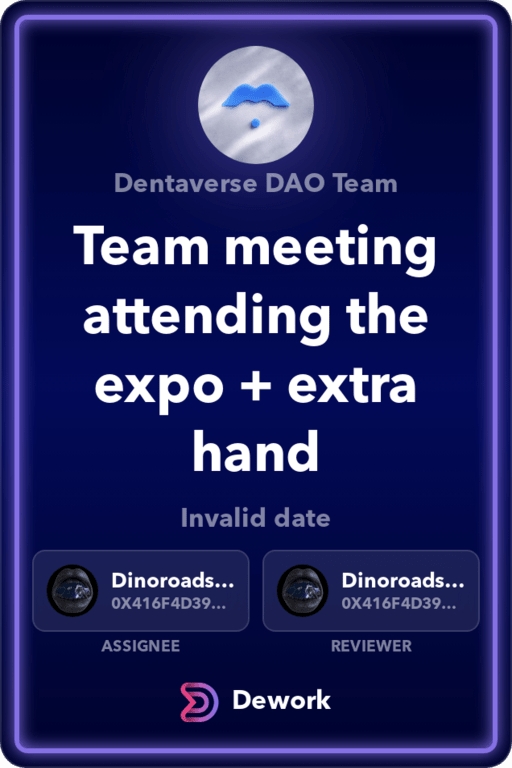 Dentaverse DAO Team
Team meeting
attending the
expo + extra
hand
Invalid date
Dinoroads... Dinoroads...
0X416F4D39... 0X416F4D39...
ASSIGNEE REVIEWER
Dework